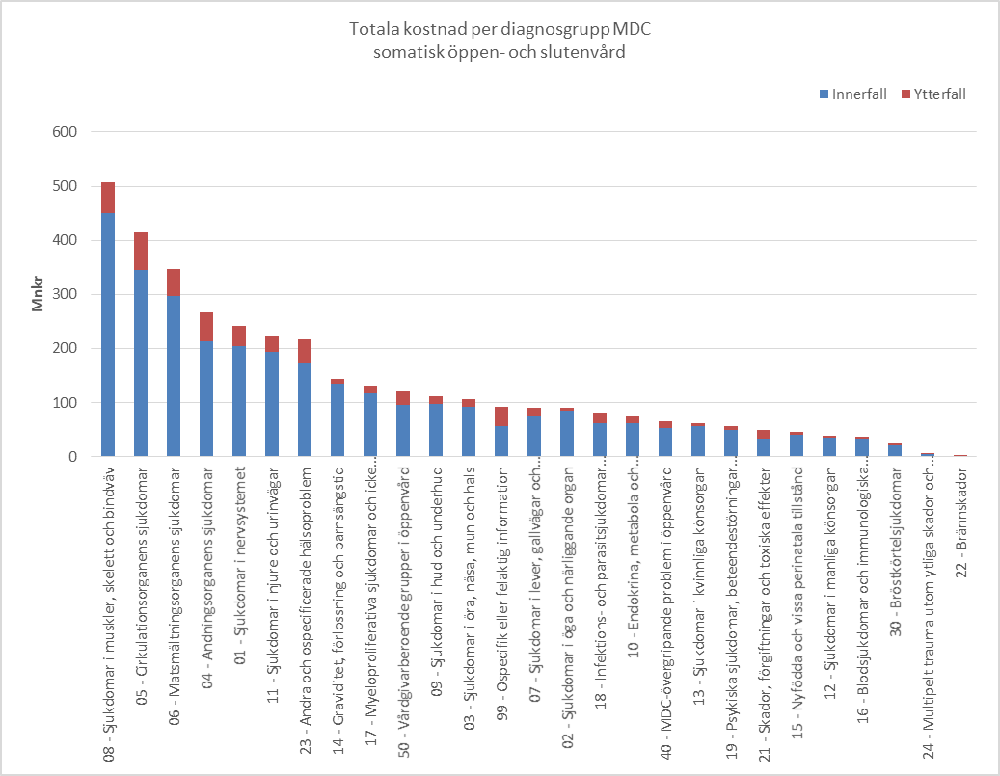 Totala kostnad per diagnosgrupp MDC
somatisk öppen- och slutenvård
Innerfall
Ytterfall
600
500
400
300
200
100
0
Mnkr
08 - Sjukdomar i muskler, skelett och bindväv
05 - Cirkulationsorganens sjukdomar
06 - Matsmältningsorganens sjukdomar
04 - Andningsorganens sjukdomar
01 - Sjukdomar i nervsystemet
11 - Sjukdomar i njure och urinvägar
23 - Andra och ospecificerade hälsoproblem
14 - Graviditet, förlossning och barnsängstid
17 - Myeloproliferativa sjukdomar och icke…
50 - Vårdgivarberoende grupper i öppenvård
09 - Sjukdomar i hud och underhud
03 - Sjukdomar i öra, näsa, mun och hals
99 - Ospecifik eller felaktig information
07 - Sjukdomar i lever, gallvägar och…
02 - Sjukdomar i öga och närliggande organ
18 - Infektions- och parasitsjukdomar…
10 - Endokrina, metabola och…
40 - MDC-övergripande problem i öppenvård
13 - Sjukdomar i kvinnliga könsorgan
19 - Psykiska sjukdomar, beteendestörningar…
21 - Skador, förgiftningar och toxiska effekter
15 - Nyfödda och vissa perinatala tillstånd
12 - Sjukdomar i manliga könsorgan
16 - Blodsjukdomar och immunologiska…
30 - Bröstkörtelsjukdomar
24 - Multipelt trauma utom ytliga skador och…
22 - Brännskador